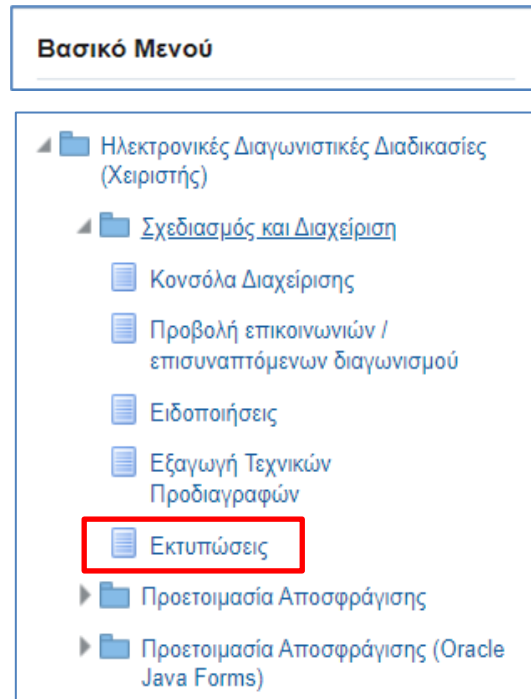 Βασικό Μενού
Ηλεκτρονικές Διαγωνιστικές Διαδικασίες
(Χειριστής)
Σχεδιασμός και Διαχείριση
Κονσόλα Διαχείρισης
Προβολή επικοινωνιών /
επισυναπτόμενων διαγωνισμού
Ειδοποιήσεις
Εξαγωγή Τεχνικών
Προδιαγραφών
Εκτυπώσεις
Προετοιμασία Αποσφράγισης
Προετοιμασία Αποσφράγισης (Oracle
Java Forms)